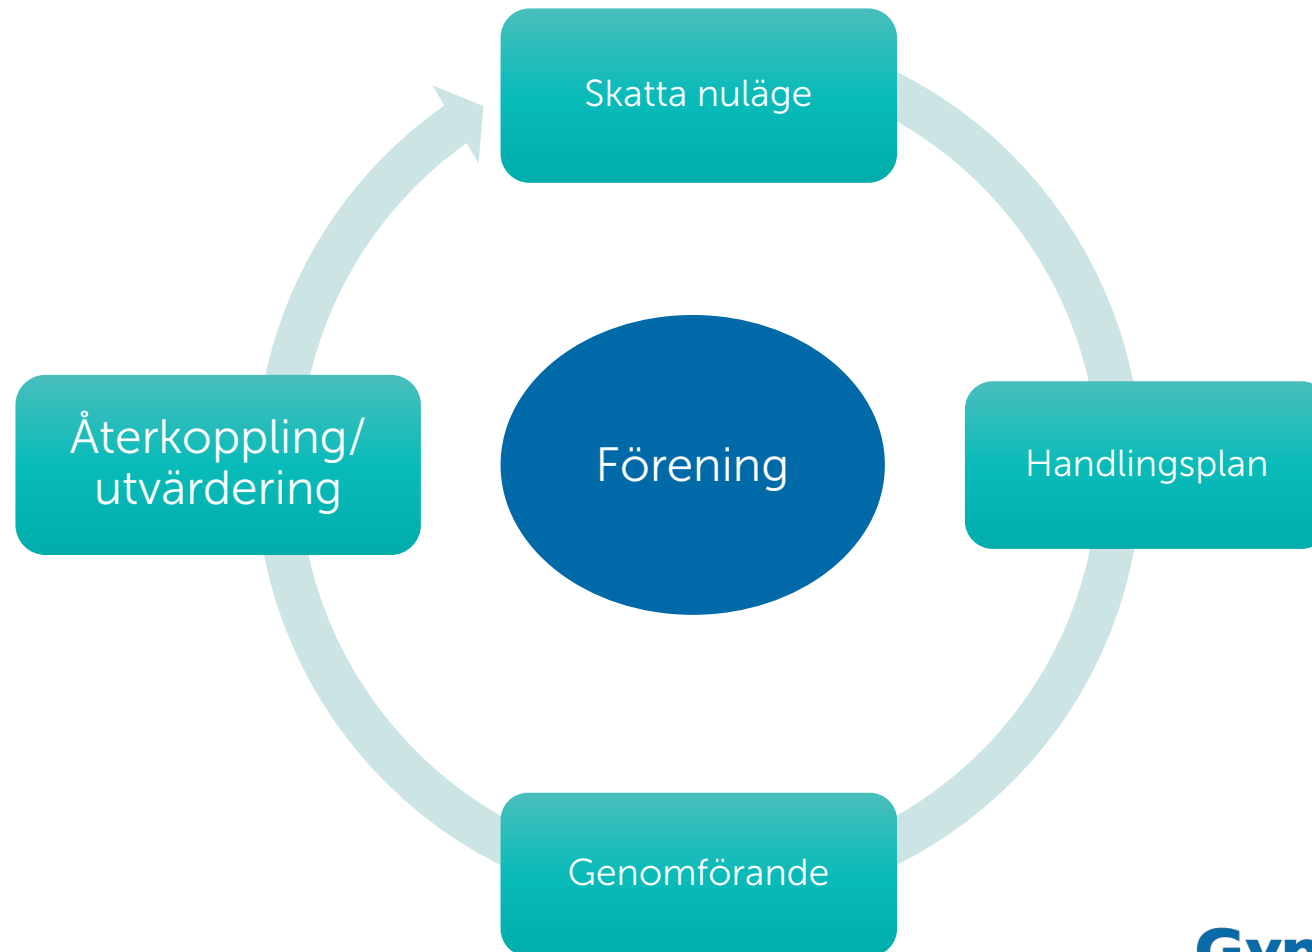 Skatta nuläge
Återkoppling/
utvärdering
Förening
Handlingsplan
Genomförande